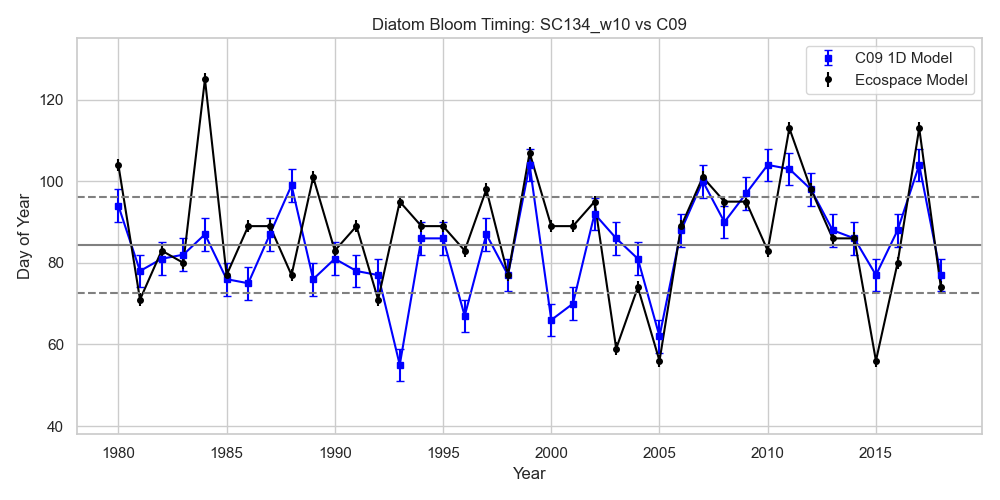 Diatom Bloom Timing: SC134_w10 vs C09
C09 1D Model
Ecospace Model
120
100
80
60
40
Day of Year
1980
1985
1990
1995
2000
2005
2010
2015
Year